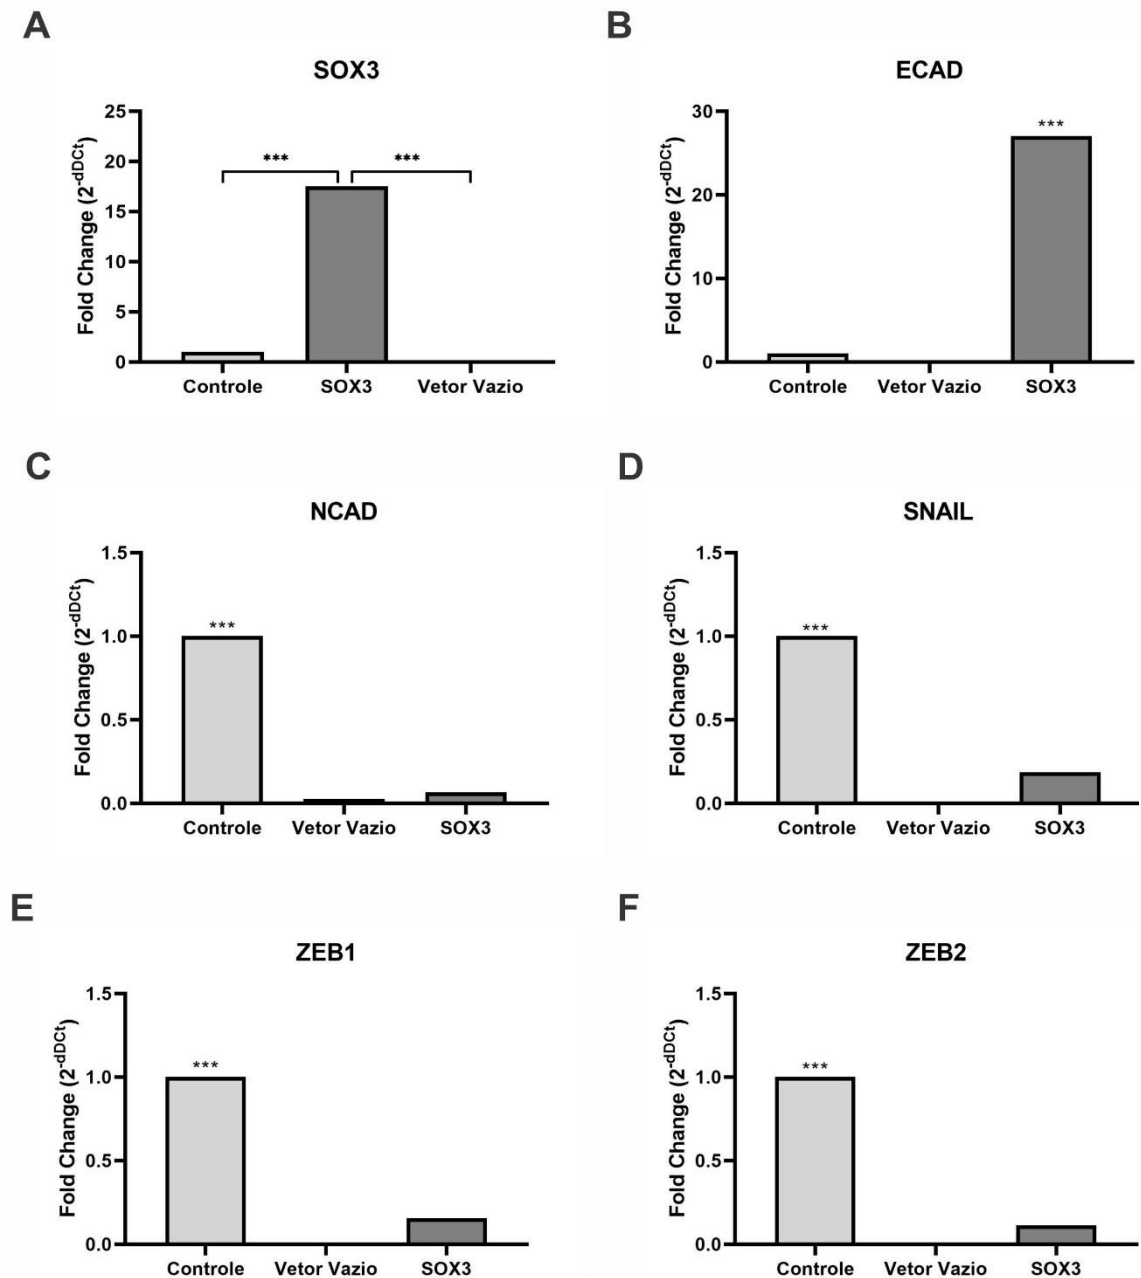 A
SOX3
Fold Change (2^-dDCt)
25
20
15
10
5
0
***
***
Controle
SOX3
Vetor Vazio
B
ECAD
Fold Change (2^-dDCt)
30
20
10
0
***
Controle
Vetor Vazio
SOX3
C
NCAD
Fold Change (2^-dDCt)
1.5
1.0
0.5
0.0
***
Controle
Vetor Vazio
SOX3
D
SNAIL
Fold Change (2^-dDCt)
1.5
1.0
0.5
0.0
***
Controle
Vetor Vazio
SOX3
E
ZEB1
Fold Change (2^-dDCt)
1.5
1.0
0.5
0.0
***
Controle
Vetor Vazio
SOX3
F
ZEB2
Fold Change (2^-dDCt)
1.5
1.0
0.5
0.0
***
Controle
Vetor Vazio
SOX3